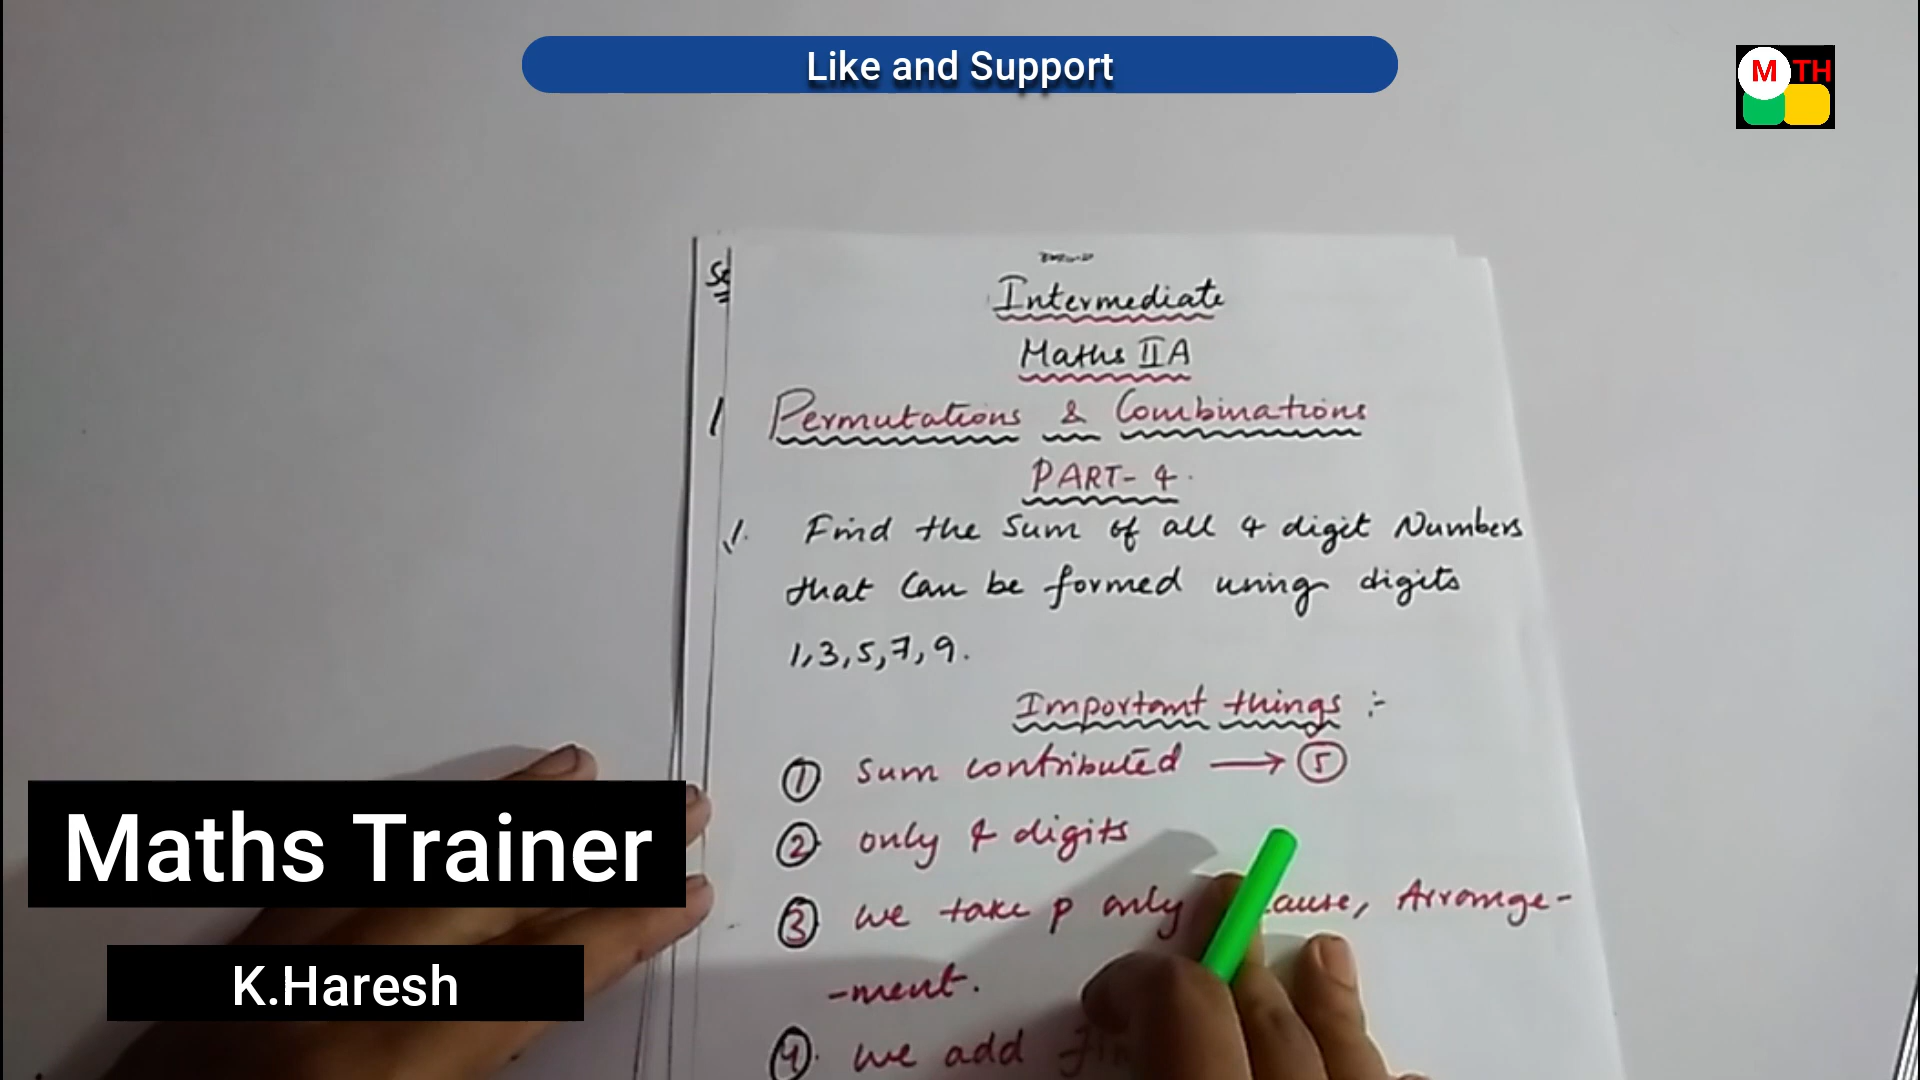 Like and Support
M TH
Intermediate
Maths IIA
1 Permutations & Combinations
PART-4.
1. Find the Sum of all 4 digit Numbers
that Can be formed using digits
1,3,5,7,9.
Important things :-
① Sum contributed → ⑤
② only 4 digits
③ we take p only Arrange-
-ment.
④. we add
Maths Trainer
K.Haresh